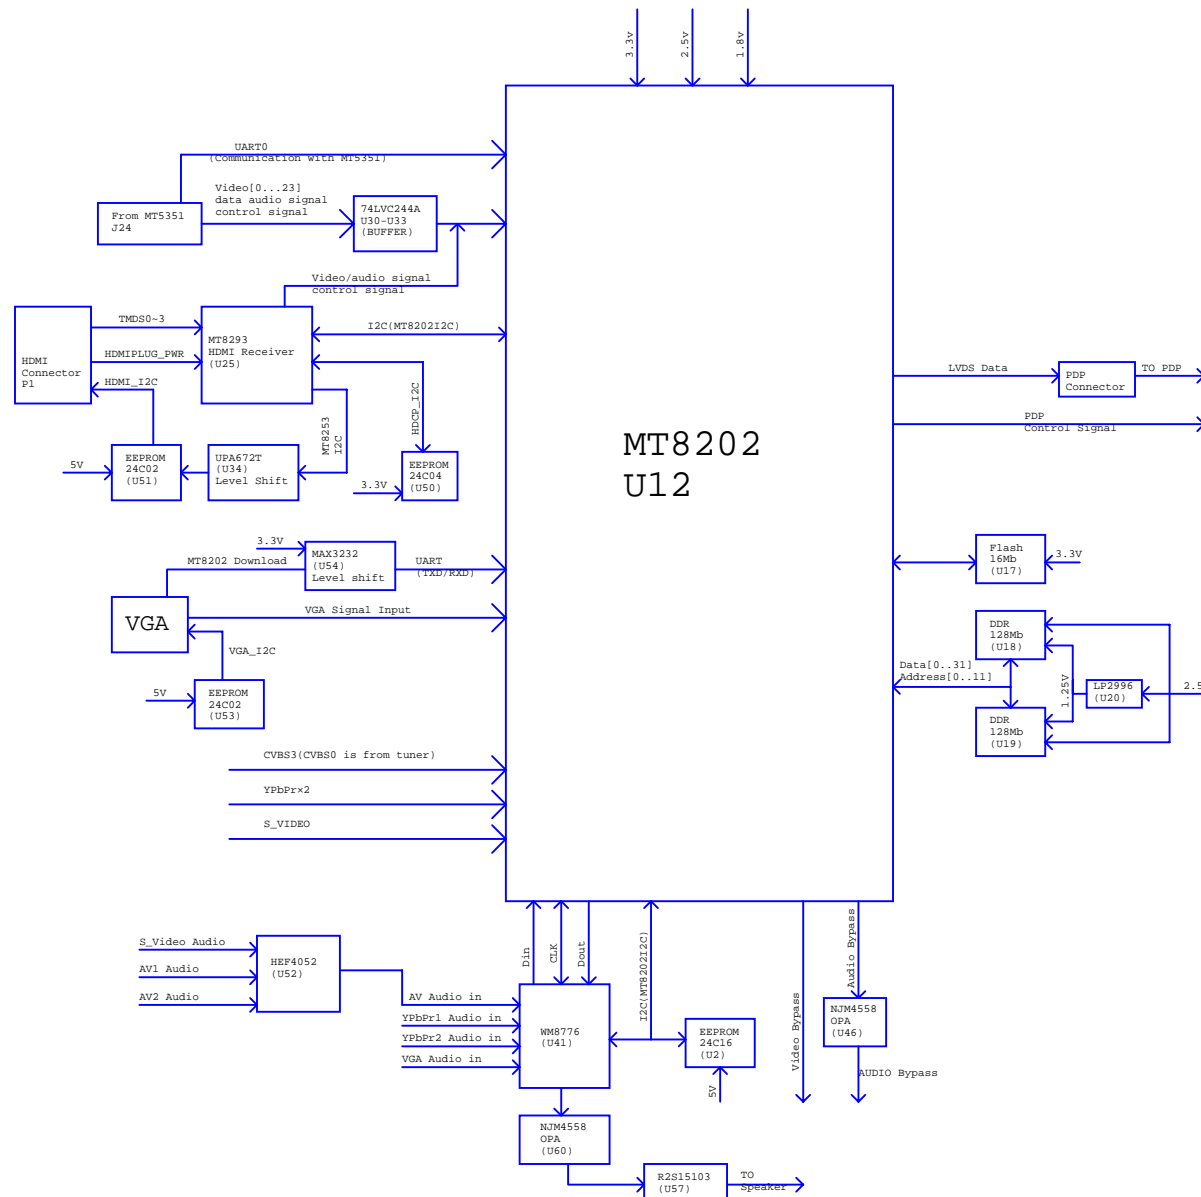 3.3v
2.5v
1.8v
UART0
(Communication with MT5351)
Video[0...23]
data audio signal
control signal
From MT5351
J24
74LVC244A
U30-U33
(BUFFER)
Video/audio signal
control signal
TMDS0~3
HDMIPLUG_PWR
HDMI_I2C
HDMI
Connector
P1
MT8293
HDMI Receiver
(U25)
I2C(MT8202I2C)
HDCP_I2C
MT8253
I2C
5V
EEPROM
24C02
(U51)
UPA672T
(U34)
Level Shift
3.3V
EEPROM
24C04
(U50)
MT8202
U12
LVDS Data
PDP
Connector
TO PDP
PDP
Control Signal
3.3V
MT8202 Download
MAX3232
(U54)
Level shift
UART
(TXD/RXD)
VGA
VGA Signal Input
VGA_I2C
5V
EEPROM
24C02
(U53)
Flash
16Mb
(U17)
3.3V
DDR
128Mb
(U18)
Data[0..31]
Address[0..11]
1.25V
LP2996
(U20)
2.5
DDR
128Mb
(U19)
CVBS3(CVBS0 is from tuner)
YPbPr×2
S_VIDEO
S_Video Audio
AV1 Audio
AV2 Audio
HEF4052
(U52)
Din
CLK
Dout
I2C(MT8202I2C)
Video Bypass
Audio Bypass
AV Audio in
YPbPr1 Audio in
YPbPr2 Audio in
VGA Audio in
WM8776
(U41)
EEPROM
24C16
(U2)
5V
NJM4558
OPA
(U46)
AUDIO Bypass
NJM4558
OPA
(U60)
R2S15103
(U57)
TO
Speaker